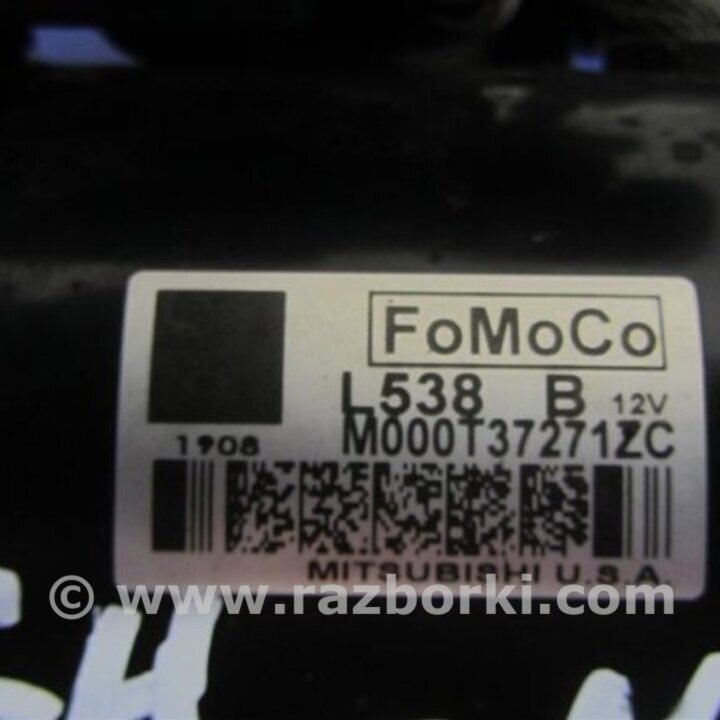 FoMoCo
L538 B 12V
1908 M000T37271ZC
MITSUBISHI U.S.A
© www.razborki.com